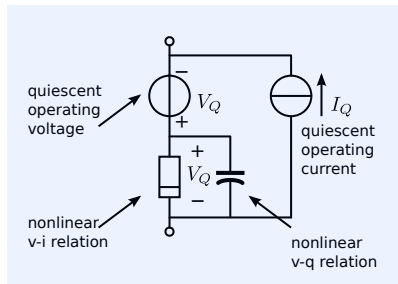 −
quiescent
operating
voltage
V_Q
+
I_Q
quiescent
operating
current
+
V_Q
−
nonlinear
v-i relation
nonlinear
v-q relation